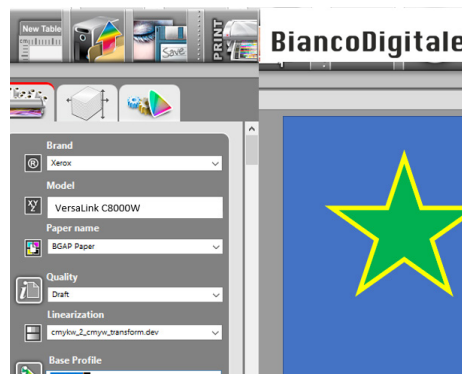 New Table
Save
PRINT
BiancoDigitale
Brand
Xerox
Model
VersaLink C8000W
Paper name
BGAP Paper
Quality
Draft
Linearization
cmykw_2_cmyw_transform.dev
Base Profile